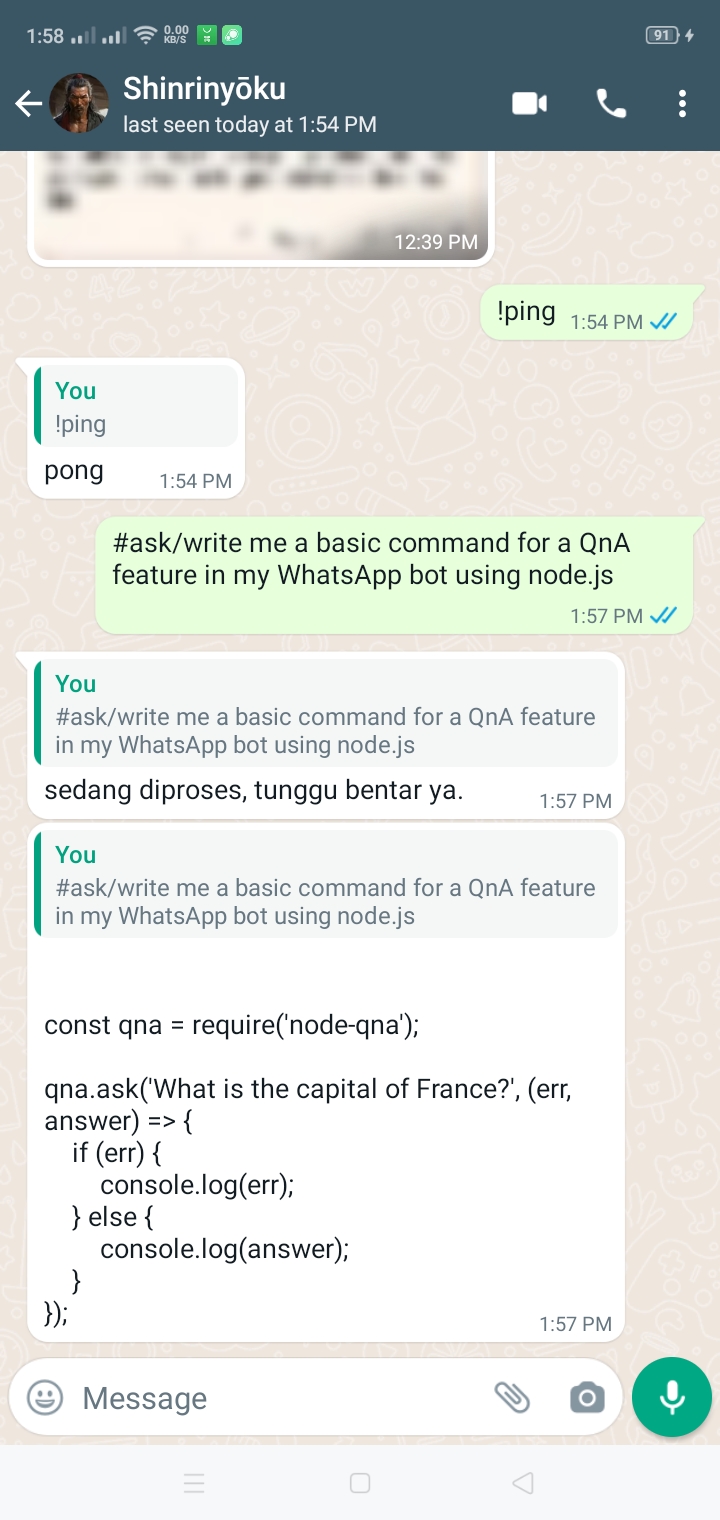 1:58
0.00
KB/S
91
Shinrinyōku
last seen today at 1:54 PM
12:39 PM
!ping
1:54 PM
You
!ping
pong
1:54 PM
#ask/write me a basic command for a QnA
feature in my WhatsApp bot using node.js
1:57 PM
You
#ask/write me a basic command for a QnA feature
in my WhatsApp bot using node.js
sedang diproses, tunggu bentar ya.
1:57 PM
You
#ask/write me a basic command for a QnA feature
in my WhatsApp bot using node.js
const qna = require('node-qna');
qna.ask('What is the capital of France?', (err,
answer) => {
if (err) {
console.log(err);
} else {
console.log(answer);
}
});
1:57 PM
Message